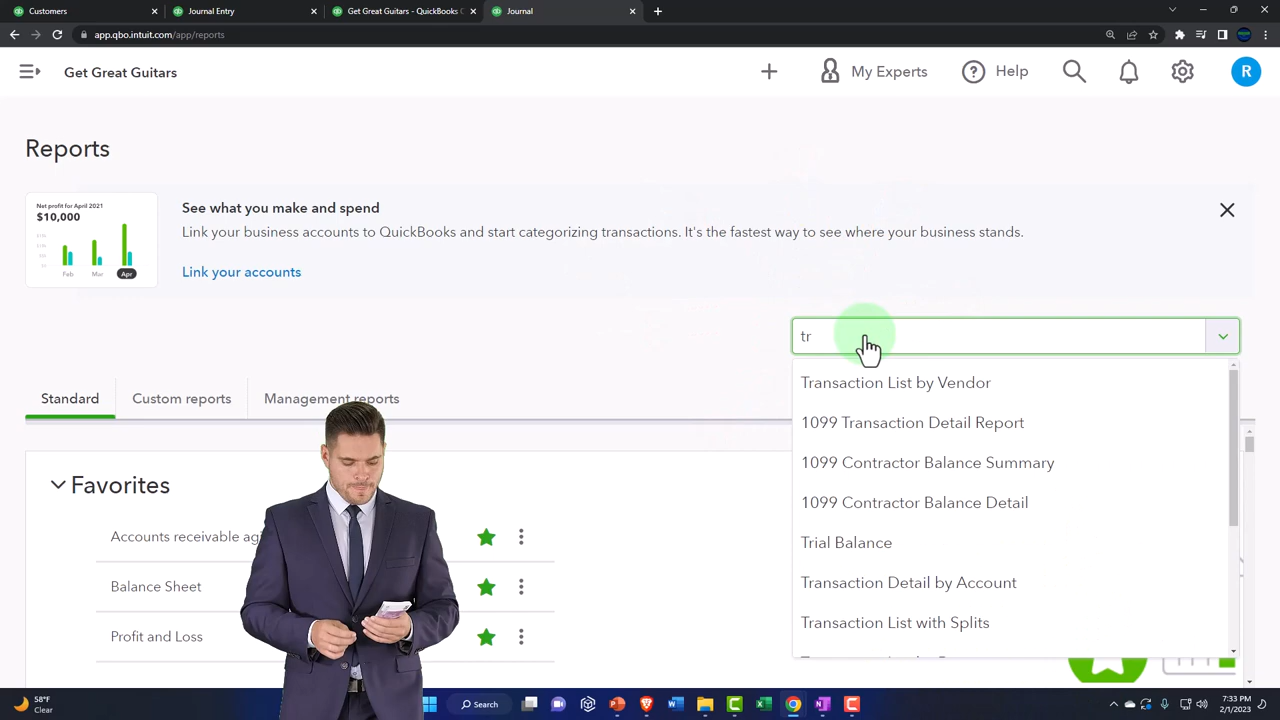 Customers
Journal Entry
Get Great Guitars - QuickBooks C
Journal
app.qbo.intuit.com/app/reports
Get Great Guitars
My Experts
Help
R
Reports
Net profit for April 2021
$10,000
Feb
Mar
Apr
See what you make and spend
Link your business accounts to QuickBooks and start categorizing transactions. It's the fastest way to see where your business stands.
Link your accounts
tr
Transaction List by Vendor
1099 Transaction Detail Report
1099 Contractor Balance Summary
1099 Contractor Balance Detail
Trial Balance
Transaction Detail by Account
Transaction List with Splits
Standard
Custom reports
Management reports
Favorites
Accounts receivable agi
Balance Sheet
Profit and Loss
58°F
Clear
Search
7:33 PM
2/1/2023